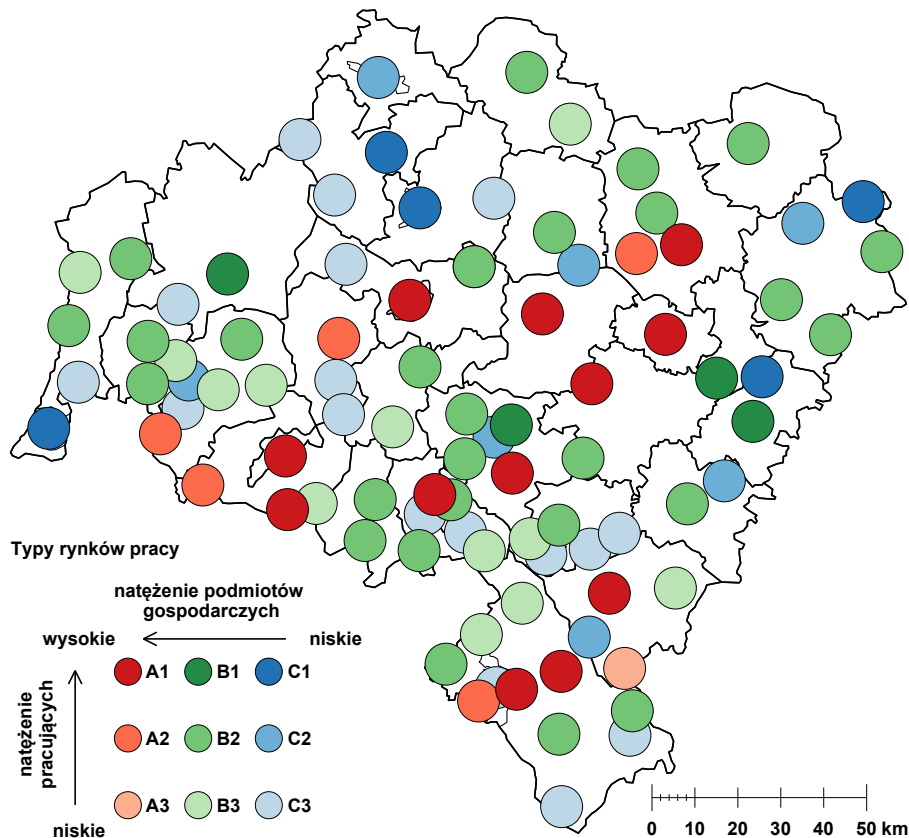 Typy rynków pracy
natężenie podmiotów
gospodarczych
wysokie
niskie
natężenie
pracujących
niskie
A1 B1 C1
A2 B2 C2
A3 B3 C3
0 10 20 30 40 50 km